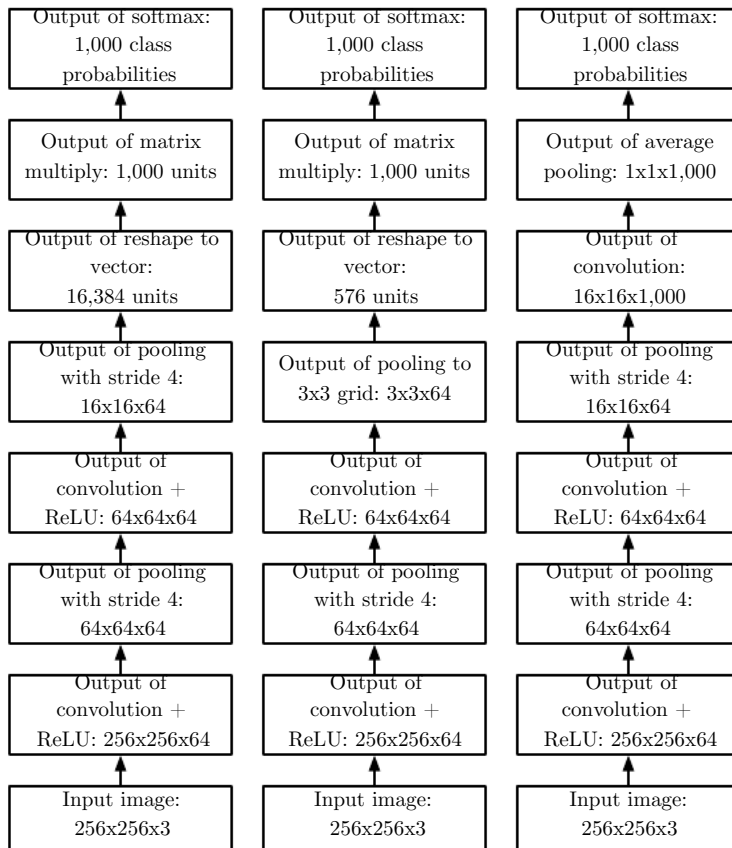 Output of softmax:
1,000 class
probabilities
Output of matrix
multiply: 1,000 units
Output of reshape to
vector:
16,384 units
Output of pooling
with stride 4:
16x16x64
Output of
convolution +
ReLU: 64x64x64
Output of pooling
with stride 4:
64x64x64
Output of
convolution +
ReLU: 256x256x64
Input image:
256x256x3
Output of softmax:
1,000 class
probabilities
Output of matrix
multiply: 1,000 units
Output of reshape to
vector:
576 units
Output of pooling to
3x3 grid: 3x3x64
Output of
convolution +
ReLU: 64x64x64
Output of pooling
with stride 4:
64x64x64
Output of
convolution +
ReLU: 256x256x64
Input image:
256x256x3
Output of softmax:
1,000 class
probabilities
Output of average
pooling: 1x1x1,000
Output of
convolution:
16x16x1,000
Output of pooling
with stride 4:
16x16x64
Output of
convolution +
ReLU: 64x64x64
Output of pooling
with stride 4:
64x64x64
Output of
convolution +
ReLU: 256x256x64
Input image:
256x256x3